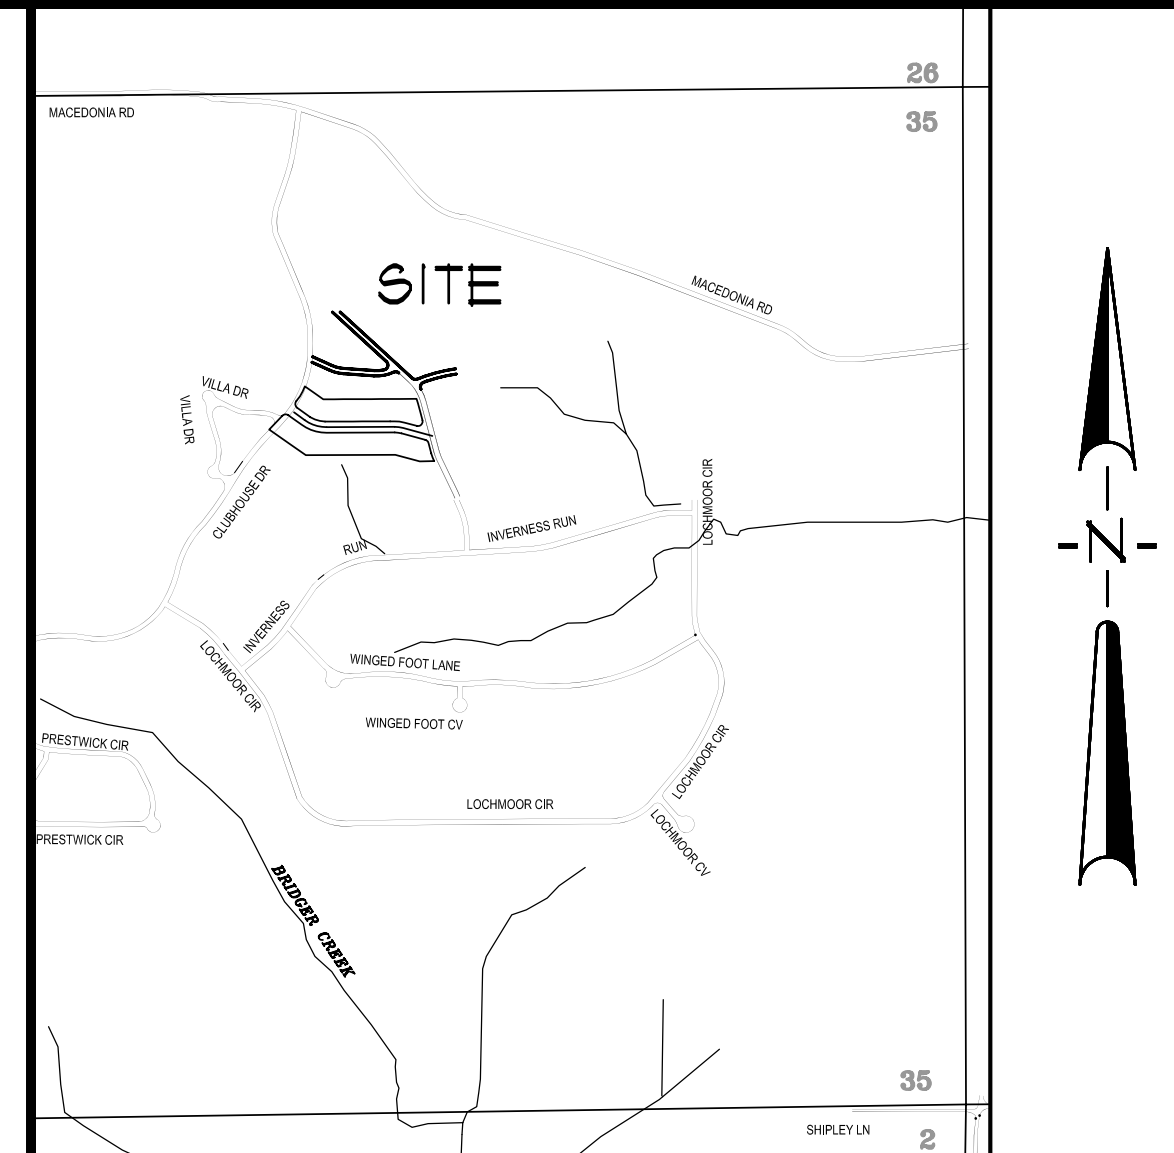 26
MACEDONIA RD
35
SITE
MACEDONIA RD
VILLA DR
VILLA DR
CLUBHOUSE DR
LOCHMOOR CIR
INVERNESS RUN
RUN
N
INVERNESS
LOCHMOOR CIR
WINGED FOOT LANE
WINGED FOOT CV
PRESTWICK CIR
LOCHMOOR CIR
LOCHMOOR CIR
PRESTWICK CIR
LOCHMOOR CV
BRIDGER CREEK
35
SHIPLEY LN
2